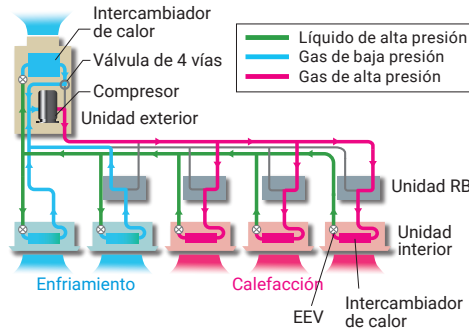 Intercambiador
de calor
Válvula de 4 vías
Compresor
Unidad exterior
Líquido de alta presión
Gas de baja presión
Gas de alta presión
Unidad RB
Unidad
interior
Enfriamiento
Calefacción
EEV
Intercambiador
de calor